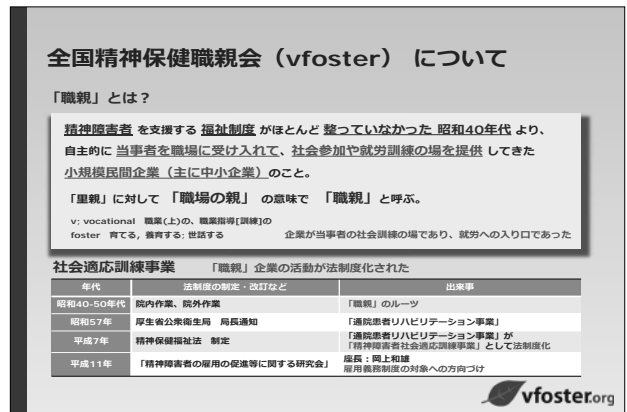 全国精神保健職親会（vfoster） について
「職親」とは？
精神障害者 を支援する 福祉制度 がほとんど 整っていなかった 昭和40年代 より、
自主的に 当事者を職場に受け入れて、社会参加や就労訓練の場を提供 してきた
小規模民間企業（主に中小企業）のこと。
「里親」に対して 「職場の親」 の意味で 「職親」と呼ぶ。
v; vocational 職業(上)の、職業指導[訓練]の
foster 育てる, 養育する; 世話する 企業が当事者の社会訓練の場であり、就労への入り口であった
社会適応訓練事業 「職親」企業の活動が法制度化された
年代 法制度の制定・改訂など 出来事
昭和40-50年代 院内作業、院外作業 「職親」のルーツ
昭和57年 厚生省公衆衛生局 局長通知 「通院患者リハビリテーション事業」
平成7年 精神保健福祉法 制定 「通院患者リハビリテーション事業」が
「精神障害者社会適応訓練事業」として法制度化
平成11年 「精神障害者の雇用の促進等に関する研究会」 座長：岡上和雄
雇用義務制度の対象への方向づけ
vfoster.org